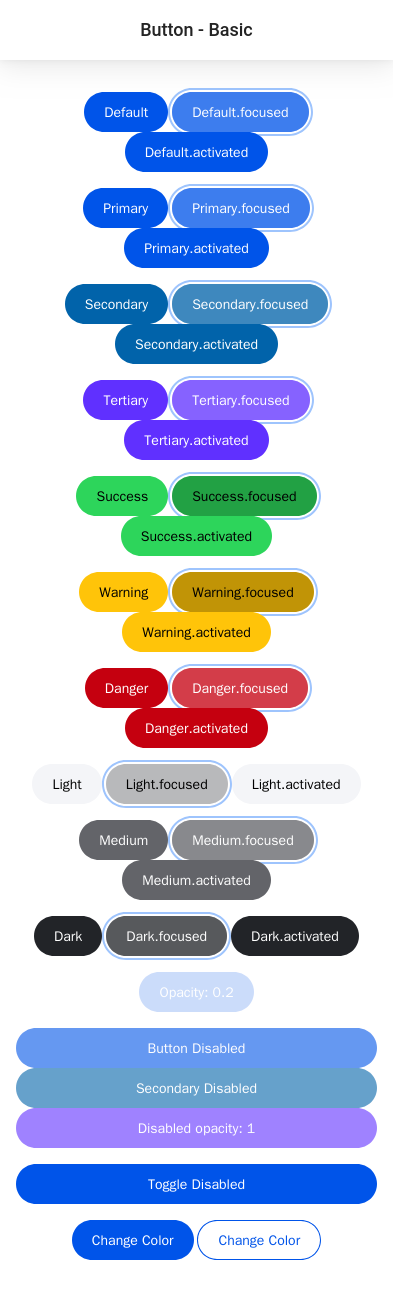 Button - Basic
Default Default.focused
Default.activated
Primary Primary.focused
Primary.activated
Secondary Secondary.focused
Secondary.activated
Tertiary Tertiary.focused
Tertiary.activated
Success Success.focused
Success.activated
Warning Warning.focused
Warning.activated
Danger Danger.focused
Danger.activated
Light Light.focused Light.activated
Medium Medium.focused
Medium.activated
Dark Dark.focused Dark.activated
Opacity: 0.2
Button Disabled
Secondary Disabled
Disabled opacity: 1
Toggle Disabled
Change Color Change Color